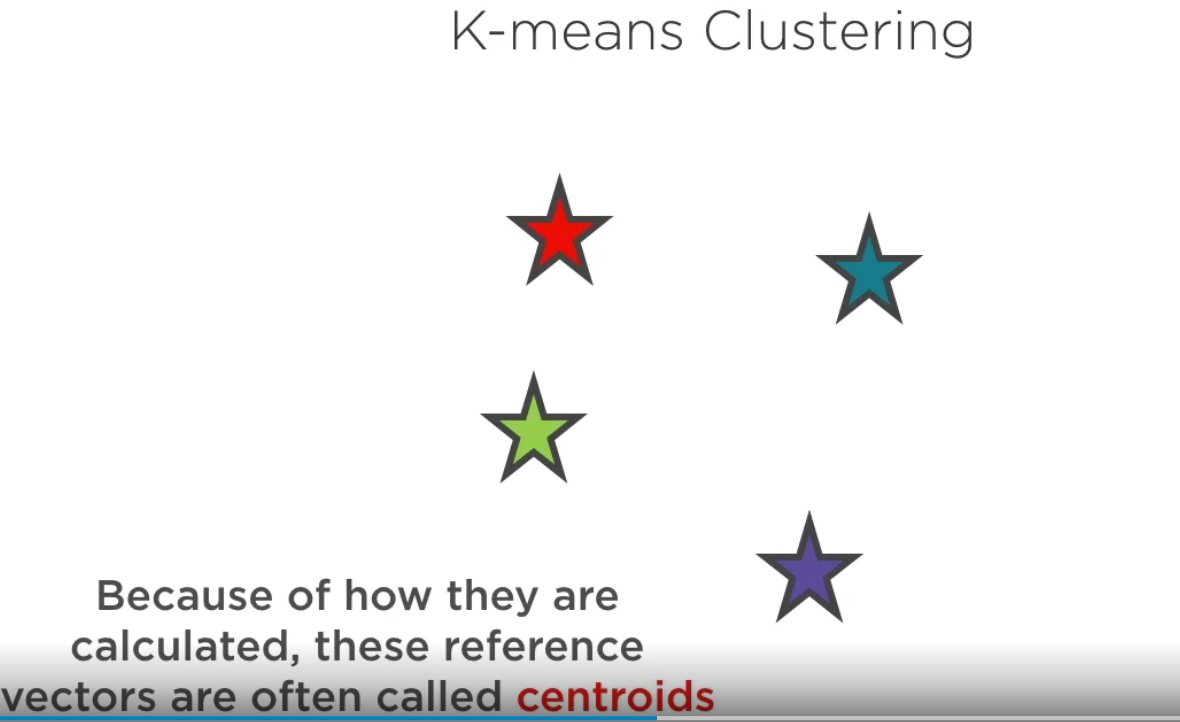 K-means Clustering
Because of how they are
calculated, these reference
vectors are often called centroids